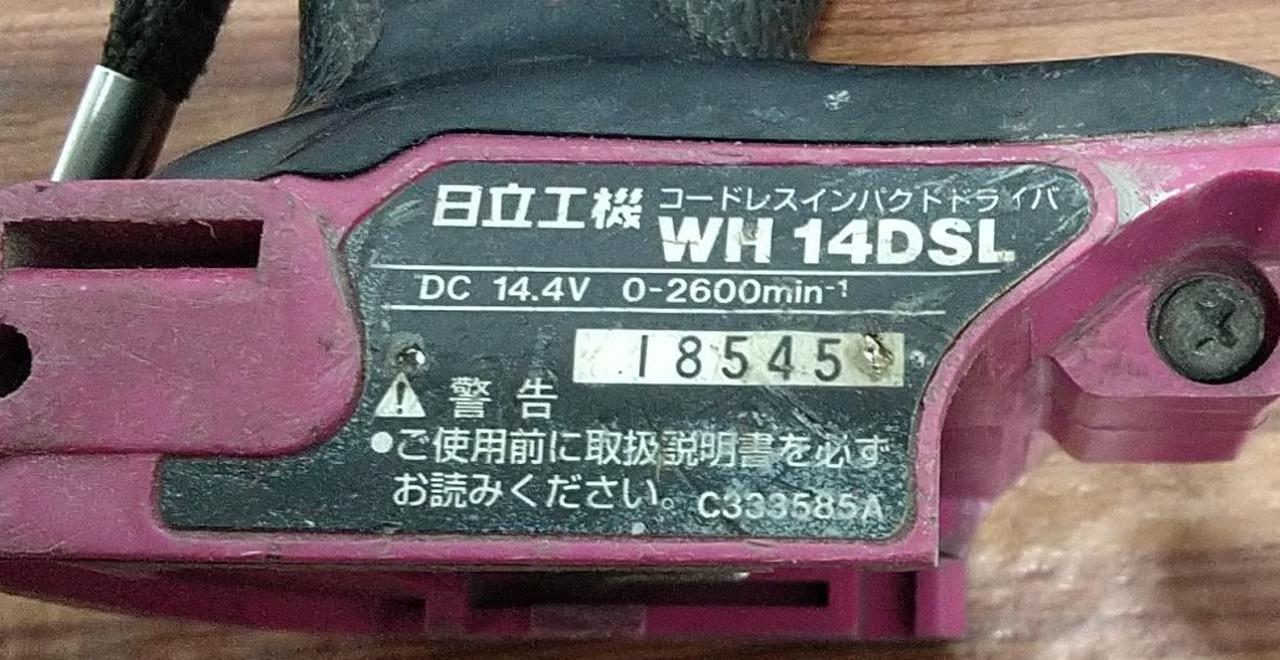 日立工機 コードレスインパクトドライバ
WH 14DSL
DC 14.4V 0-2600min⁻¹
18545
警告
●ご使用前に取扱説明書を必ず
お読みください。 C333585A